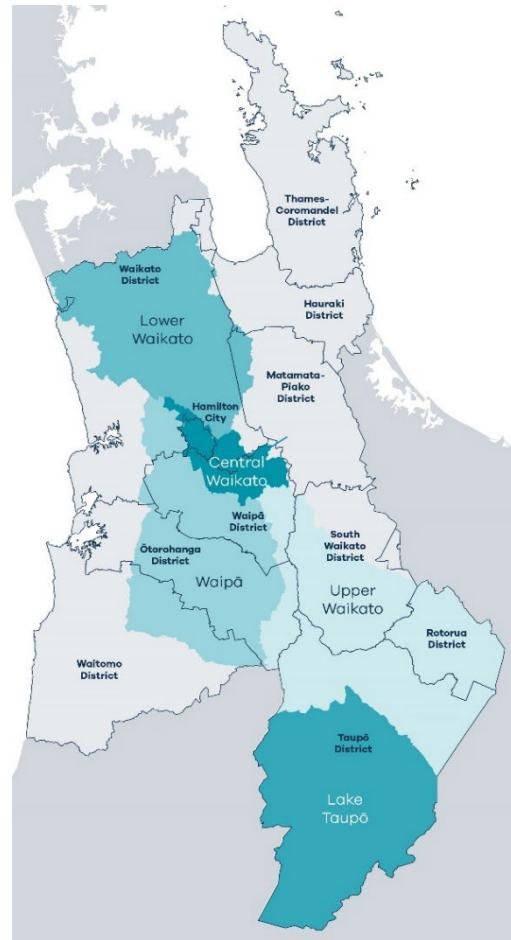 Thames-
Coromandel
District
Hauraki
District
Waikato
District
Lower
Waikato
Matamata-
Piako
District
Hamilton
City
Central
Waikato
Waipā
District
South
Waikato
District
Ōtorohanga
District
Waipā
Upper
Waikato
Rotorua
District
Waitomo
District
Taupō
District
Lake
Taupō